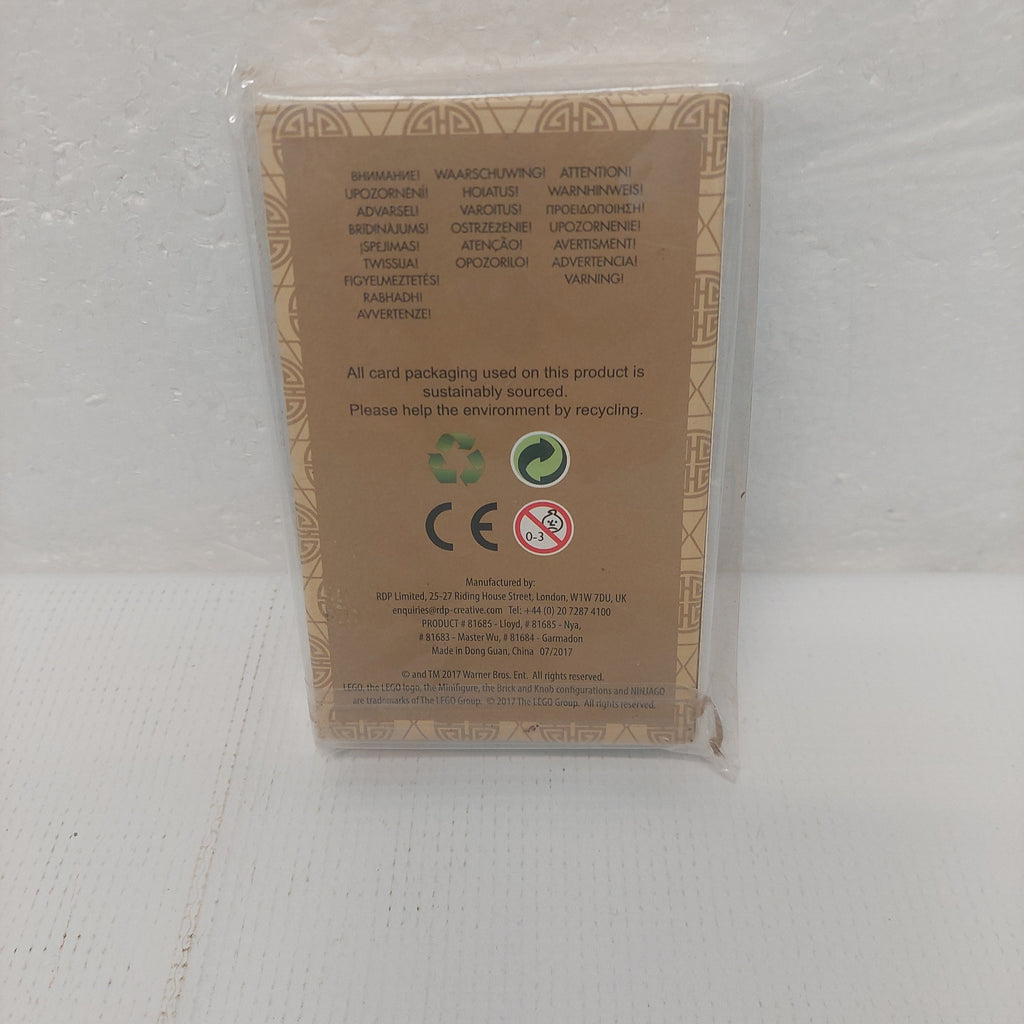 ВНИМАНИЕ! WAARSCHUWING! ATTENTION!
UPOZORNENÍ! HOIATUS! WARNHINWEIS!
ADVARSEL! VAROITUS! ΠΡΟΕΙΔΟΠΟΙΗΣΗ!
BRĪDINĀJUMS! OSTRZEZENIE! UPOZORNENIE!
ĮSPEJIMAS! ATENÇÃO! AVERTISMENT!
TWISSIJA! OPOZORILO! ADVERTENCIA!
FIGYELMEZTETÉS! VARNING!
RABHADH!
AVVERTENZE!
All card packaging used on this product is
sustainably sourced.
Please help the environment by recycling.
CE 0-3
Manufactured by:
RDP Limited, 25-27 Riding House Street, London, W1W 7DU, UK
enquiries@rdp-creative.com Tel: +44 (0) 20 7287 4100
PRODUCT # 81685 - Lloyd, # 81685 - Nya,
# 81683 - Master Wu, # 81684 - Garmadon
Made in Dong Guan, China 07/2017
© and TM 2017 Warner Bros. Ent. All rights reserved.
LEGO, the LEGO logo, the Minifigure, the Brick and Knob configurations and NINJAGO
are trademarks of The LEGO Group. © 2017 The LEGO Group. All rights reserved.